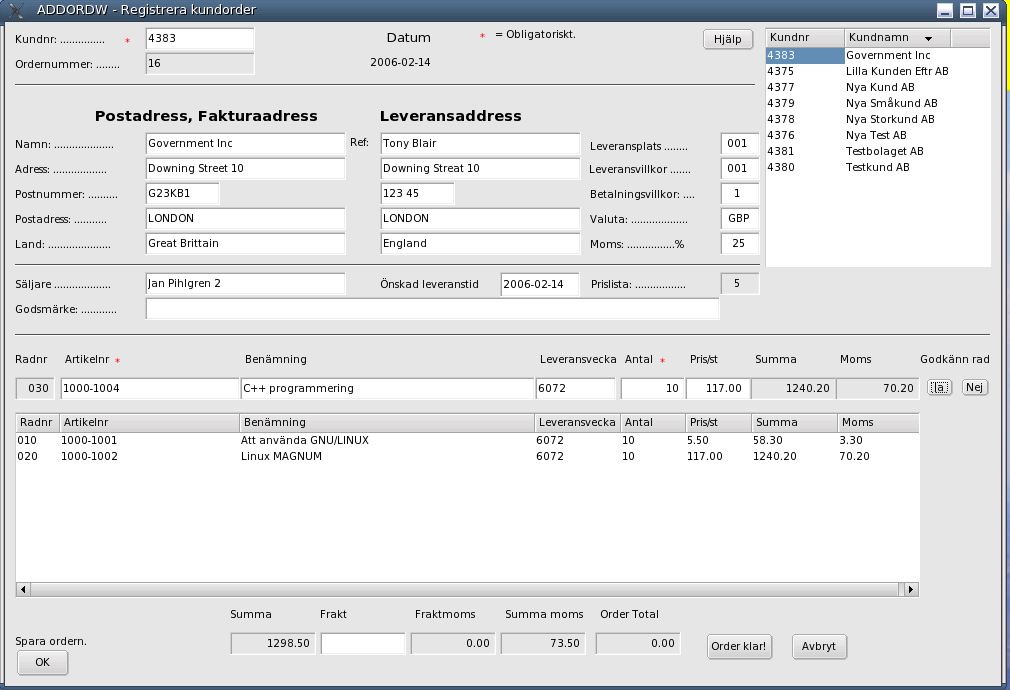 ADDORDW - Registrera kundorder
Kundnr: ............... * 4383 Datum * = Obligatoriskt. Hjälp
Ordernummer: ........ 16 2006-02-14
Kundnr Kundnamn
4383 Government Inc
4375 Lilla Kunden Eftr AB
4377 Nya Kund AB
4379 Nya Småkund AB
4378 Nya Storkund AB
4376 Nya Test AB
4381 Testbolaget AB
4380 Testkund AB
Postadress, Fakturaadress Leveransaddress
Namn: .................... Government Inc Ref: Tony Blair Leveransplats ........ 001
Adress: .................. Downing Street 10 Downing Streat 10 Leveransvillkor ....... 001
Postnummer: .......... G23KB1 123 45 Betalningsvillkor: .... 1
Postadress: ........... LONDON LONDON Valuta: ................... GBP
Land: ..................... Great Brittain England Moms: ................% 25
Säljare ................... Jan Pihlgren 2 Önskad leveranstid 2006-02-14 Prislista: ................. 5
Godsmärke: ............
Radnr Artikelnr * Benämning Leveransvecka Antal * Pris/st Summa Moms Godkänn rad
030 1000-1004 C++ programmering 6072 10 117.00 1240.20 70.20 Ja Nej
Radnr Artikelnr Benämning Leveransvecka Antal Pris/st Summa Moms
010 1000-1001 Att använda GNU/LINUX 6072 10 5.50 58.30 3.30
020 1000-1002 Linux MAGNUM 6072 10 117.00 1240.20 70.20
Summa Frakt Fraktmoms Summa moms Order Total
1298.50 0.00 73.50 0.00 Order klar! Avbryt
Spara ordern.
OK